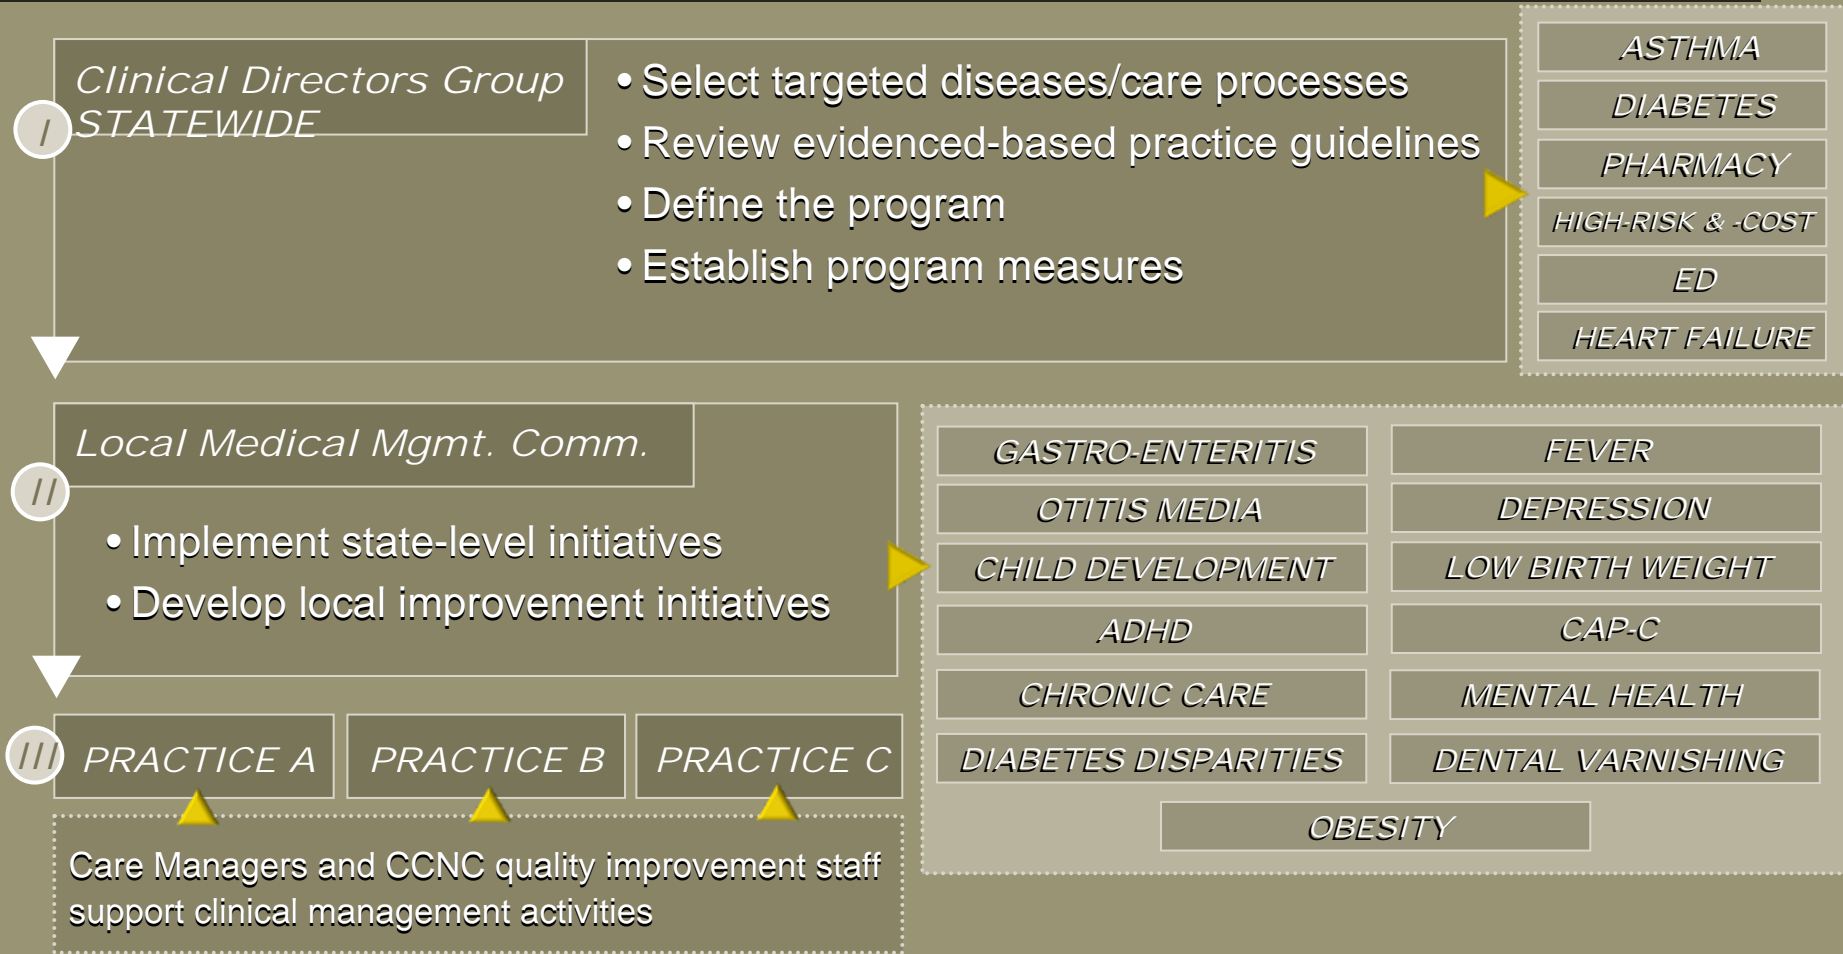 Clinical Directors Group
STATEWIDE
I
• Select targeted diseases/care processes
• Review evidenced-based practice guidelines
• Define the program
• Establish program measures
ASTHMA
DIABETES
PHARMACY
HIGH-RISK & -COST
ED
HEART FAILURE
Local Medical Mgmt. Comm.
II
• Implement state-level initiatives
• Develop local improvement initiatives
GASTRO-ENTERITIS
FEVER
OTITIS MEDIA
DEPRESSION
CHILD DEVELOPMENT
LOW BIRTH WEIGHT
ADHD
CAP-C
CHRONIC CARE
MENTAL HEALTH
DIABETES DISPARITIES
DENTAL VARNISHING
OBESITY
III
PRACTICE A
PRACTICE B
PRACTICE C
Care Managers and CCNC quality improvement staff
support clinical management activities